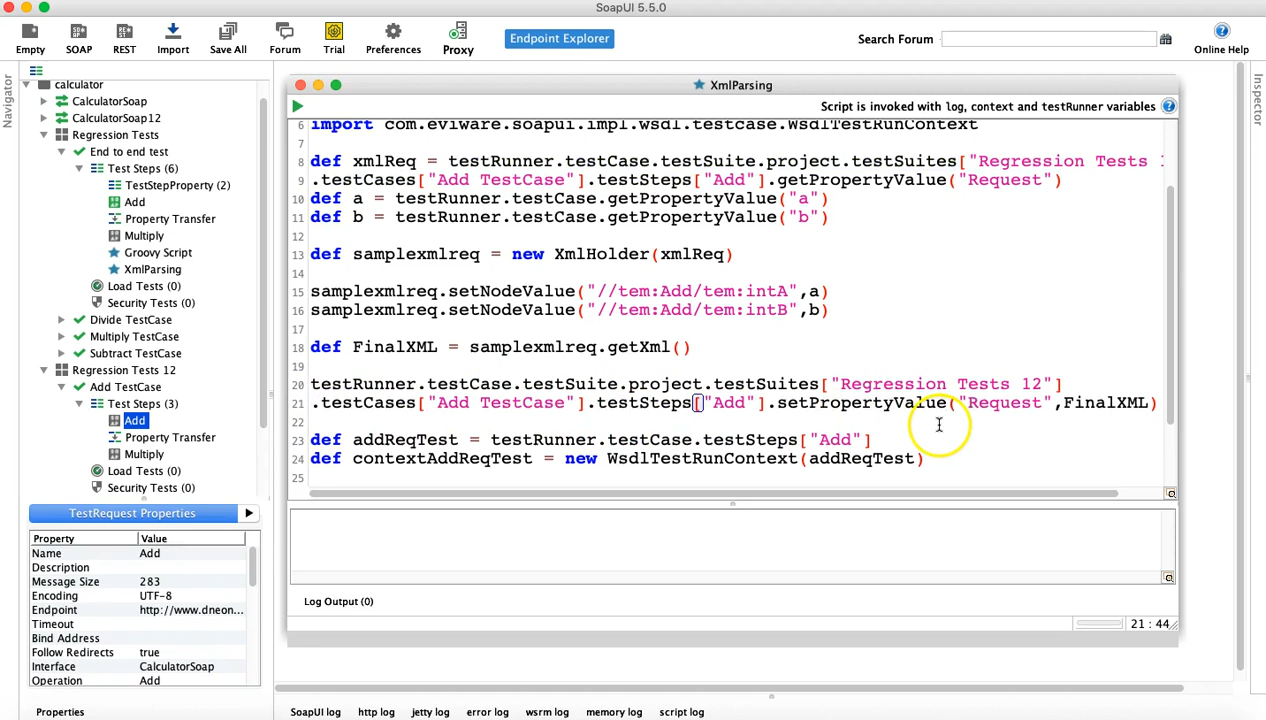 SoapUI 5.5.0
Empty
SOAP
REST
Import
Save All
Forum
Trial
Preferences
Proxy
Endpoint Explorer
Search Forum
Online Help
Navigator
calculator
CalculatorSoap
CalculatorSoap12
Regression Tests
End to end test
Test Steps (6)
TestStepProperty (2)
Add
Property Transfer
Multiply
Groovy Script
XmlParsing
Load Tests (0)
Security Tests (0)
Divide TestCase
Multiply TestCase
Subtract TestCase
Regression Tests 12
Add TestCase
Test Steps (3)
Add
Property Transfer
Multiply
Load Tests (0)
Security Tests (0)
TestRequest Properties
Property Value
Name Add
Description
Message Size 283
Encoding UTF-8
Endpoint http://www.dneon...
Timeout
Bind Address
Follow Redirects true
Interface CalculatorSoap
Operation Add
Properties
XmlParsing
Script is invoked with log, context and testRunner variables
6 import com.eviware.soapui.impl.wsdl.testcase.WsdlTestRunContext
7
8 def xmlReq = testRunner.testCase.testSuite.project.testSuites["Regression Tests
9 .testCases["Add TestCase"].testSteps["Add"].getPropertyValue("Request")
10 def a = testRunner.testCase.getPropertyValue("a")
11 def b = testRunner.testCase.getPropertyValue("b")
12
13 def samplexmlreq = new XmlHolder(xmlReq)
14
15 samplexmlreq.setNodeValue("//tem:Add/tem:intA",a)
16 samplexmlreq.setNodeValue("//tem:Add/tem:intB",b)
17
18 def FinalXML = samplexmlreq.getXml()
19
20 testRunner.testCase.testSuite.project.testSuites["Regression Tests 12"]
21 .testCases["Add TestCase"].testSteps["Add"].setPropertyValue("Request",FinalXML)
22
23 def addReqTest = testRunner.testCase.testSteps["Add"]
24 def contextAddReqTest = new WsdlTestRunContext(addReqTest)
25
Log Output (0)
21 : 44
Inspector
SoapUI log http log jetty log error log wsrm log memory log script log